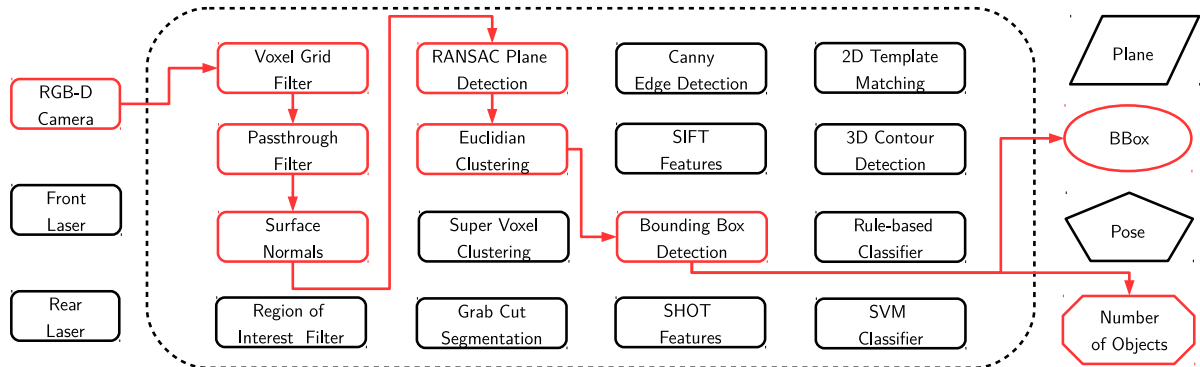 RGB-D
Camera
Front
Laser
Rear
Laser
Voxel Grid
Filter
Passthrough
Filter
Surface
Normals
Region of
Interest Filter
RANSAC Plane
Detection
Euclidian
Clustering
Super Voxel
Clustering
Grab Cut
Segmentation
Canny
Edge Detection
SIFT
Features
Bounding Box
Detection
SHOT
Features
2D Template
Matching
3D Contour
Detection
Rule-based
Classifier
SVM
Classifier
Plane
BBox
Pose
Number
of Objects